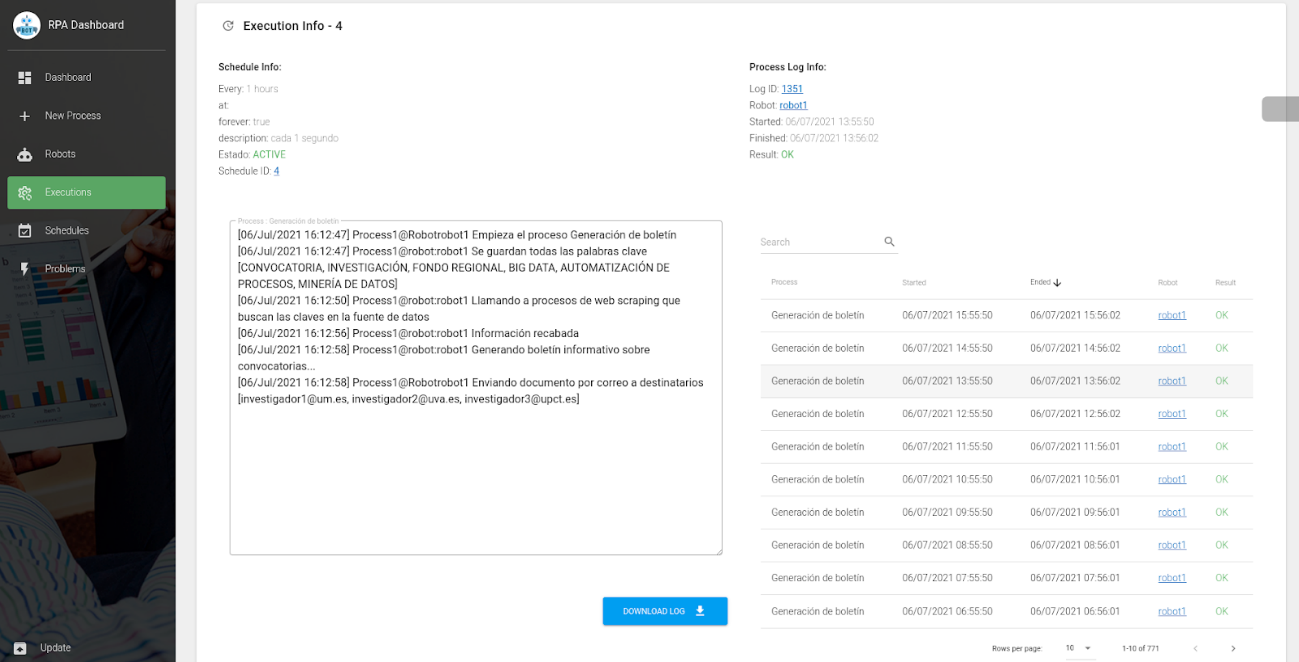 RPA Dashboard
Dashboard
New Process
Robots
Executions
Schedules
Problems
Update
Execution Info - 4
Schedule Info:
Every: 1 hours
at:
forever: true
description: cada 1 segundo
Estado: ACTIVE
Schedule ID: 4
Process Log Info:
Log ID: 1351
Robot: robot1
Started: 06/07/2021 13:55:50
Finished: 06/07/2021 13:56:02
Result: OK
Process : Generación de boletín
[06/Jul/2021 16:12:47] Process1@Robotrobot1 Empieza el proceso Generación de boletín
[06/Jul/2021 16:12:47] Process1@robot:robot1 Se guardan todas las palabras clave
[CONVOCATORIA, INVESTIGACIÓN, FONDO REGIONAL, BIG DATA, AUTOMATIZACIÓN DE
PROCESOS, MINERÍA DE DATOS]
[06/Jul/2021 16:12:50] Process1@robot:robot1 Llamando a procesos de web scraping que
buscan las claves en la fuente de datos
[06/Jul/2021 16:12:56] Process1@robot:robot1 Información recabada
[06/Jul/2021 16:12:58] Process1@robot:robot1 Generando boletín informativo sobre
convocatorias...
[06/Jul/2021 16:12:58] Process1@Robotrobot1 Enviando documento por correo a destinatarios
[investigador1@um.es, investigador2@uva.es, investigador3@upct.es]
DOWNLOAD LOG
Search
Process Started Ended Robot Result
Generación de boletín 06/07/2021 15:55:50 06/07/2021 15:56:02 robot1 OK
Generación de boletín 06/07/2021 14:55:50 06/07/2021 14:56:02 robot1 OK
Generación de boletín 06/07/2021 13:55:50 06/07/2021 13:56:02 robot1 OK
Generación de boletín 06/07/2021 12:55:50 06/07/2021 12:56:02 robot1 OK
Generación de boletín 06/07/2021 11:55:50 06/07/2021 11:56:01 robot1 OK
Generación de boletín 06/07/2021 10:55:50 06/07/2021 10:56:01 robot1 OK
Generación de boletín 06/07/2021 09:55:50 06/07/2021 09:56:01 robot1 OK
Generación de boletín 06/07/2021 08:55:50 06/07/2021 08:56:01 robot1 OK
Generación de boletín 06/07/2021 07:55:50 06/07/2021 07:56:01 robot1 OK
Generación de boletín 06/07/2021 06:55:50 06/07/2021 06:56:01 robot1 OK
Rows per page: 10 1-10 of 771